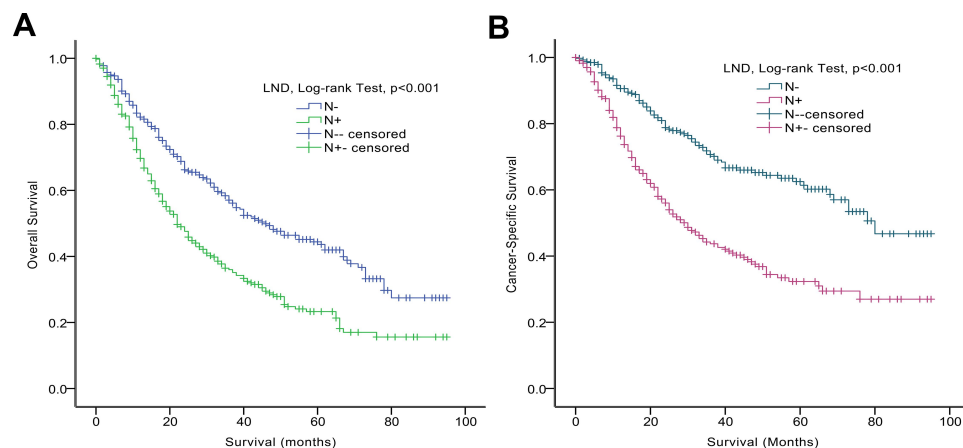 A
LND, Log-rank Test, p<0.001
N-
N+
N-- censored
N+- censored
Overall Survival
1.0
0.8
0.6
0.4
0.2
0.0
0 20 40 60 80 100
Survival (months)
B
LND, Log-rank Test, p<0.001
N-
N+
N--censored
N+- censored
Cancer-Specific Survival
1.0
0.8
0.6
0.4
0.2
0.0
0 20 40 60 80 100
Survival (months)